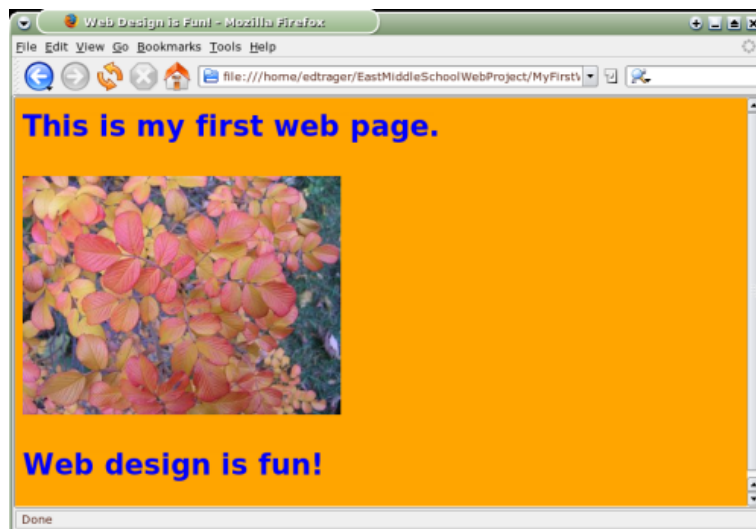 Web Design is Fun! - Mozilla Firefox
File Edit View Go Bookmarks Tools Help
file:///home/edtrager/EastMiddleSchoolWebProject/MyFirst
This is my first web page.
Web design is fun!
Done